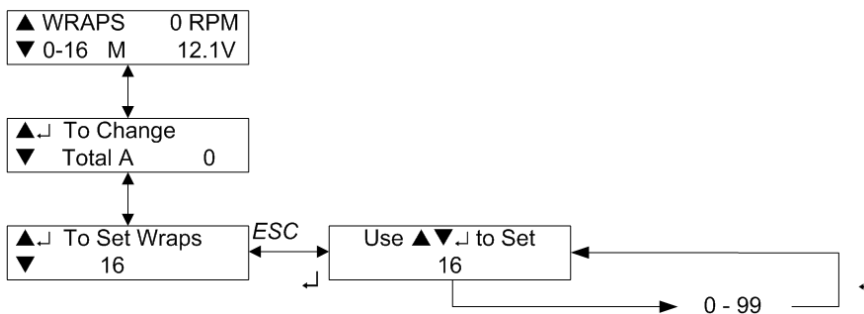 ▲ WRAPS 0 RPM
▼ 0-16 M 12.1V
▲↵ To Change
▼ Total A 0
▲↵ To Set Wraps
▼ 16
ESC
↵
Use ▲▼↵ to Set
16
↵
0 - 99